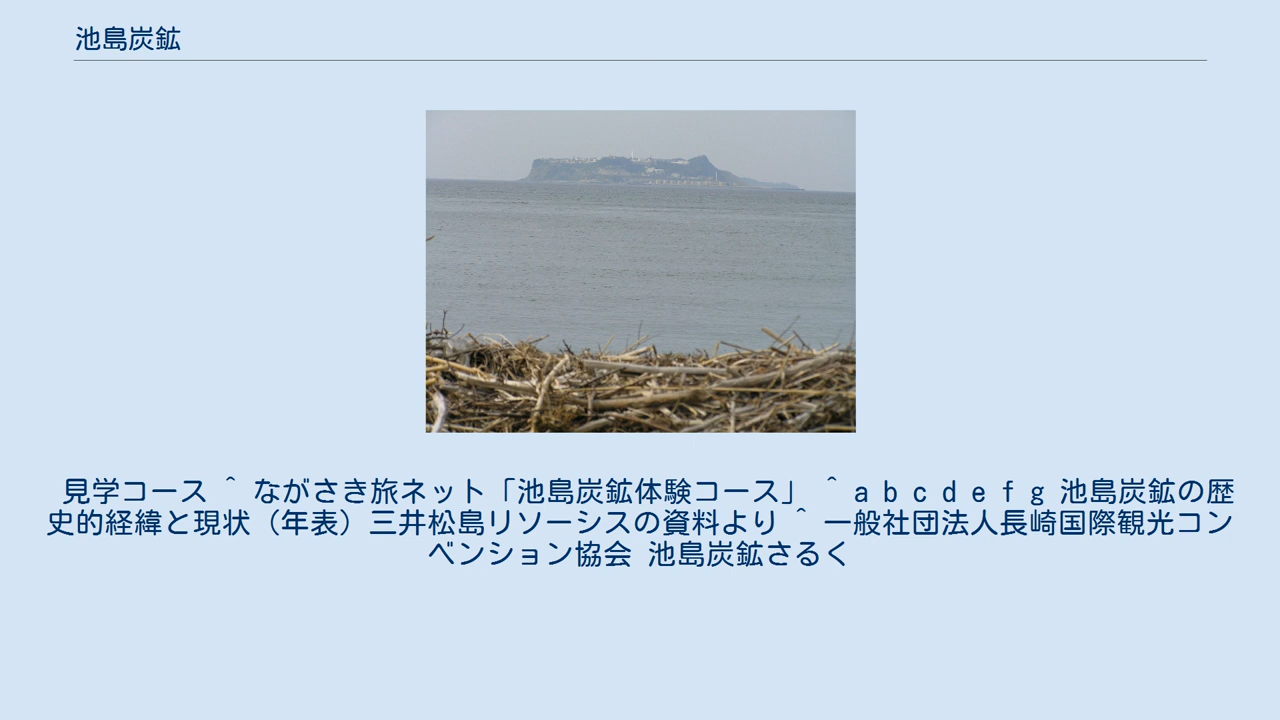 池島炭鉱
見学コース ^ ながさき旅ネット「池島炭鉱体験コース」 ^ a b c d e f g 池島炭鉱の歴
史的経緯と現状（年表）三井松島リソーシスの資料より ^ 一般社団法人長崎国際観光コン
ベンション協会 池島炭鉱さるく